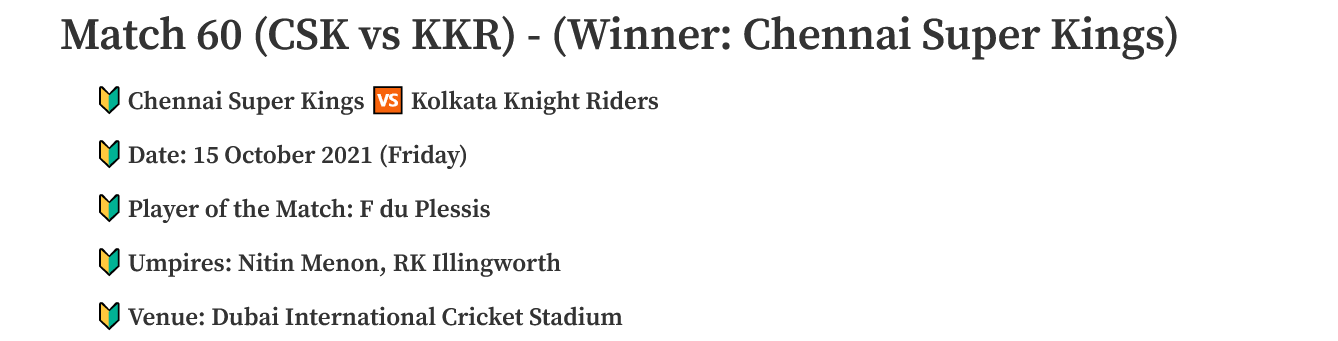 Match 60 (CSK vs KKR) - (Winner: Chennai Super Kings)
🔰 Chennai Super Kings 🆚 Kolkata Knight Riders
🔰 Date: 15 October 2021 (Friday)
🔰 Player of the Match: F du Plessis
🔰 Umpires: Nitin Menon, RK Illingworth
🔰 Venue: Dubai International Cricket Stadium